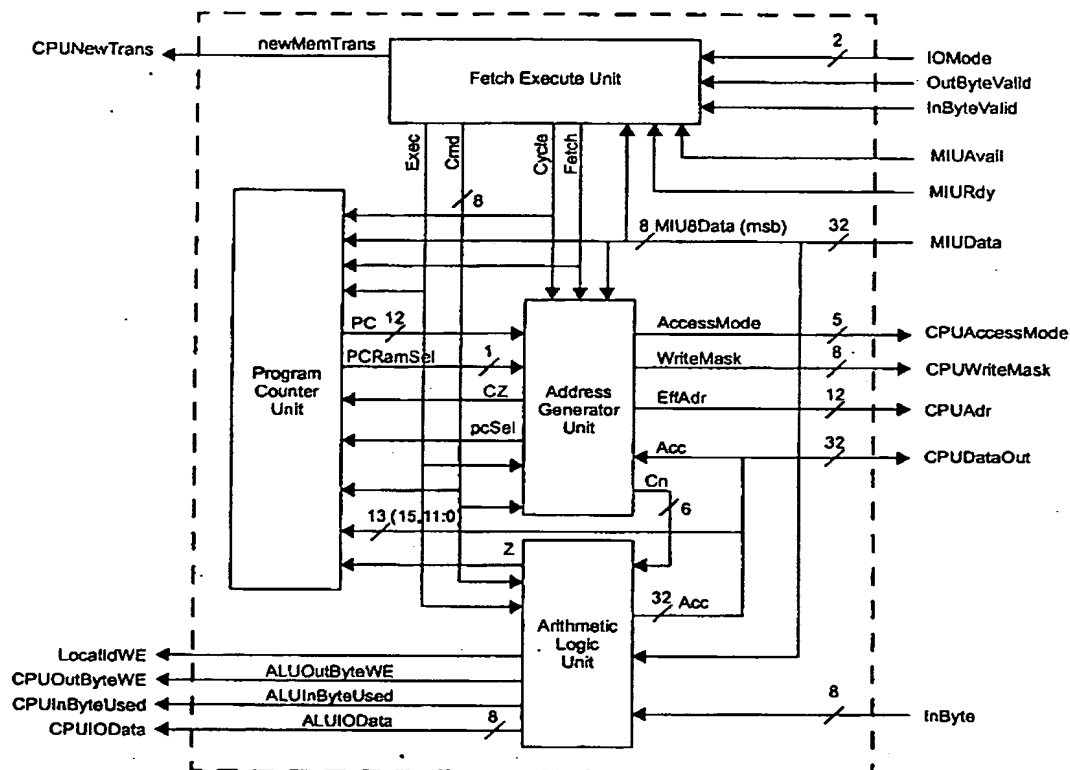 CPUNewTrans
newMemTrans
Fetch Execute Unit
2
IOMode
OutByteValid
InByteValid
Exec
Cmd
Cycle
Fetch
MIUAvail
MIURdy
8
8 MIU8Data (msb)
32
MIUData
PC 12
PCRamSel 1
CZ
pcSel
Program
Counter
Unit
Address
Generator
Unit
AccessMode
5
CPUAccessMode
WriteMask
8
CPUWriteMask
EffAdr
12
CPUAdr
Acc
32
CPUDataOut
Cn
6
13 (15,11:0)
Z
32 Acc
Arithmetic
Logic
Unit
LocalIdWE
CPUOutByteWE
ALUOutByteWE
CPUInByteUsed
ALUInByteUsed
CPUIOData
ALUIOData
8
8
InByte